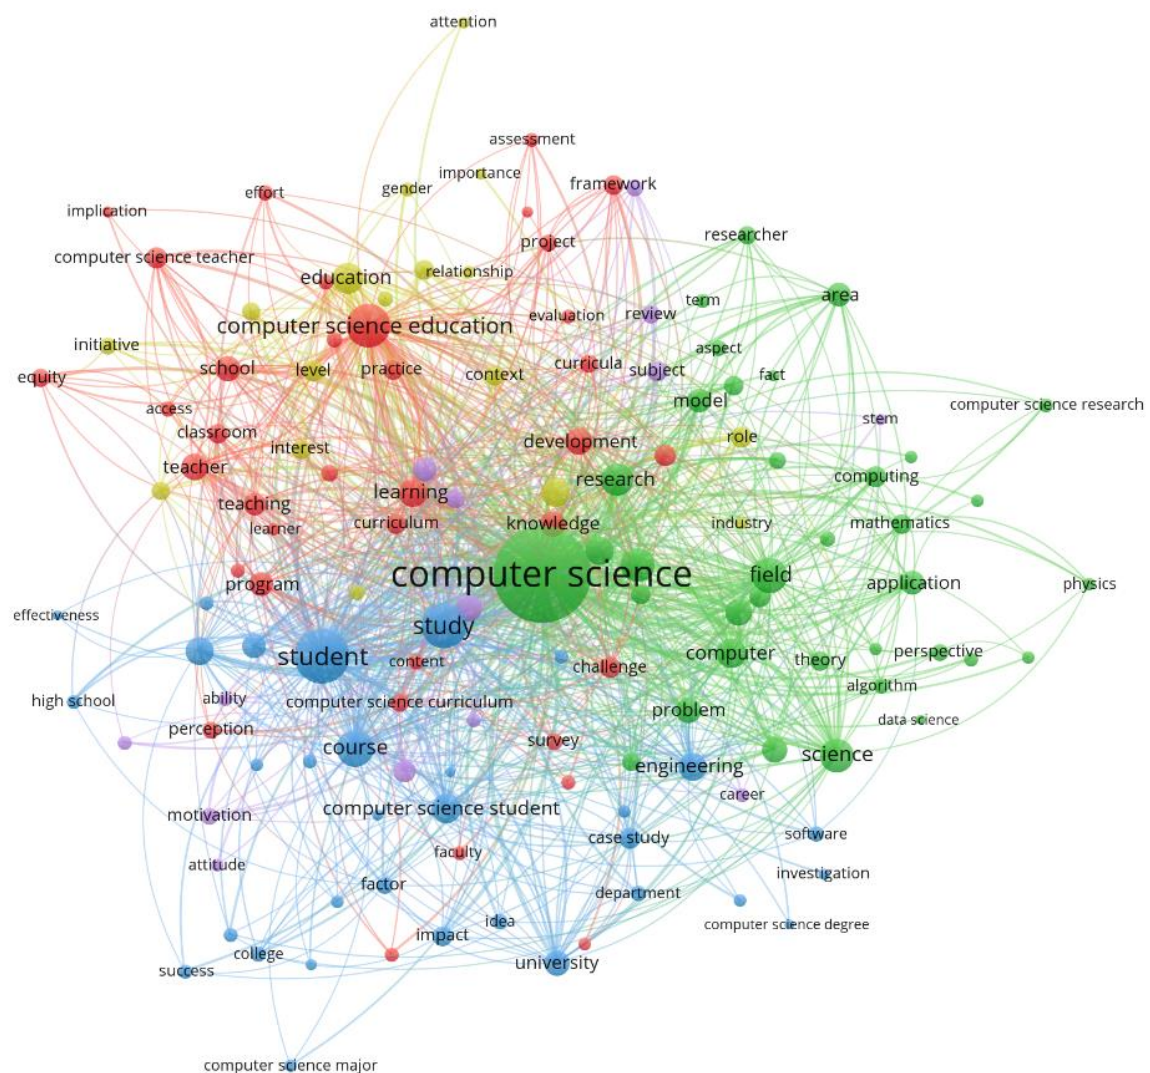 attention
assessment
importance
gender
framework
effort
implication
researcher
project
computer science teacher
relationship
education
area
term
review
evaluation
computer science education
initiative
aspect
curricula
school
level
practice
subject
context
fact
equity
model
computer science research
access
stem
classroom
role
development
interest
teacher
computing
research
learning
teaching
knowledge
curriculum
industry
mathematics
learner
computer science
field
program
application
physics
effectiveness
study
student
computer
perspective
content
theory
challenge
algorithm
ability
high school
computer science curriculum
problem
data science
perception
survey
course
science
engineering
career
computer science student
motivation
software
case study
faculty
attitude
investigation
factor
department
idea
computer science degree
impact
college
university
success
computer science major